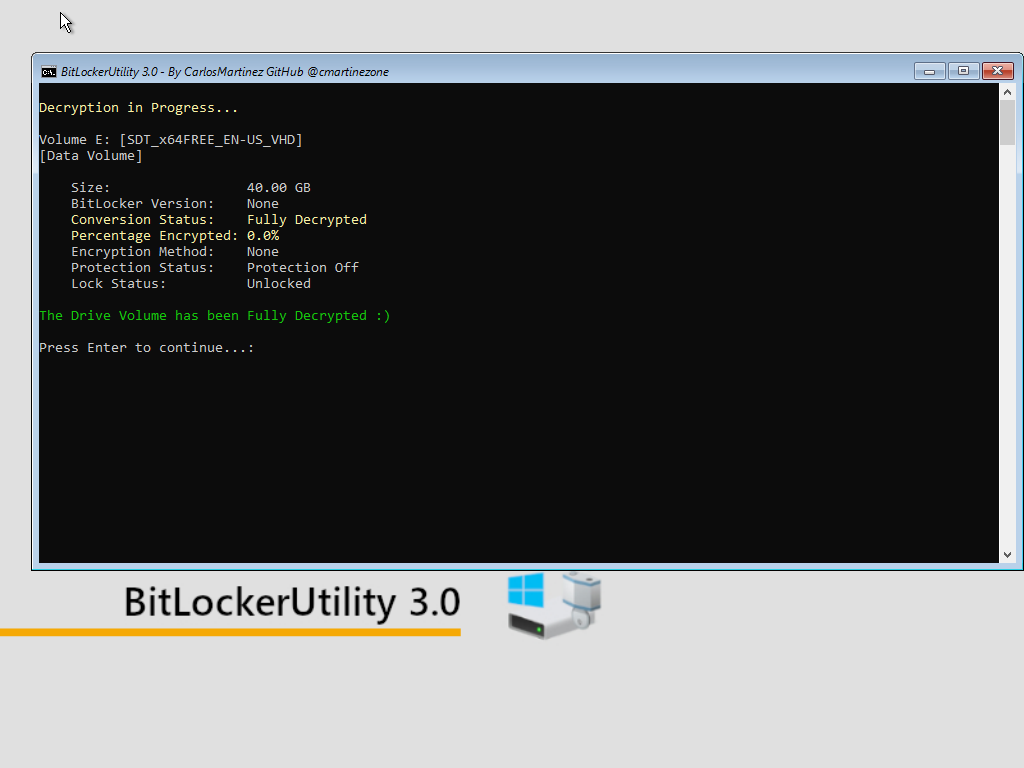 BitLockerUtility 3.0 - By CarlosMartinez GitHub @cmartinezone
Decryption in Progress...
Volume E: [SDT_x64FREE_EN-US_VHD]
[Data Volume]
Size: 40.00 GB
BitLocker Version: None
Conversion Status: Fully Decrypted
Percentage Encrypted: 0.0%
Encryption Method: None
Protection Status: Protection Off
Lock Status: Unlocked
The Drive Volume has been Fully Decrypted :)
Press Enter to continue...:
BitLockerUtility 3.0